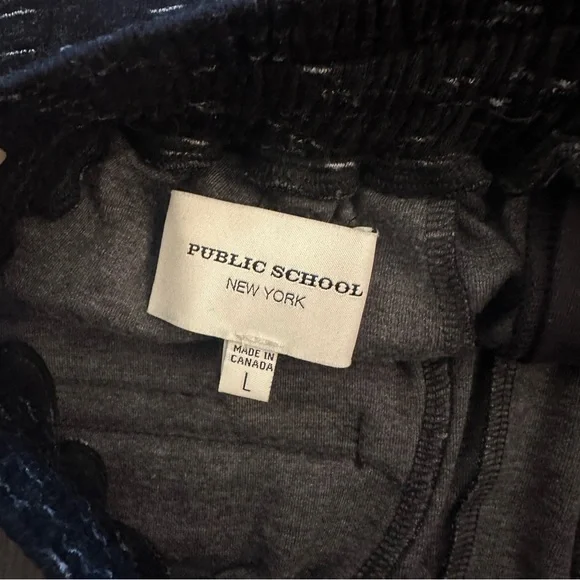 PUBLIC SCHOOL
NEW YORK
MADE IN
CANADA
L